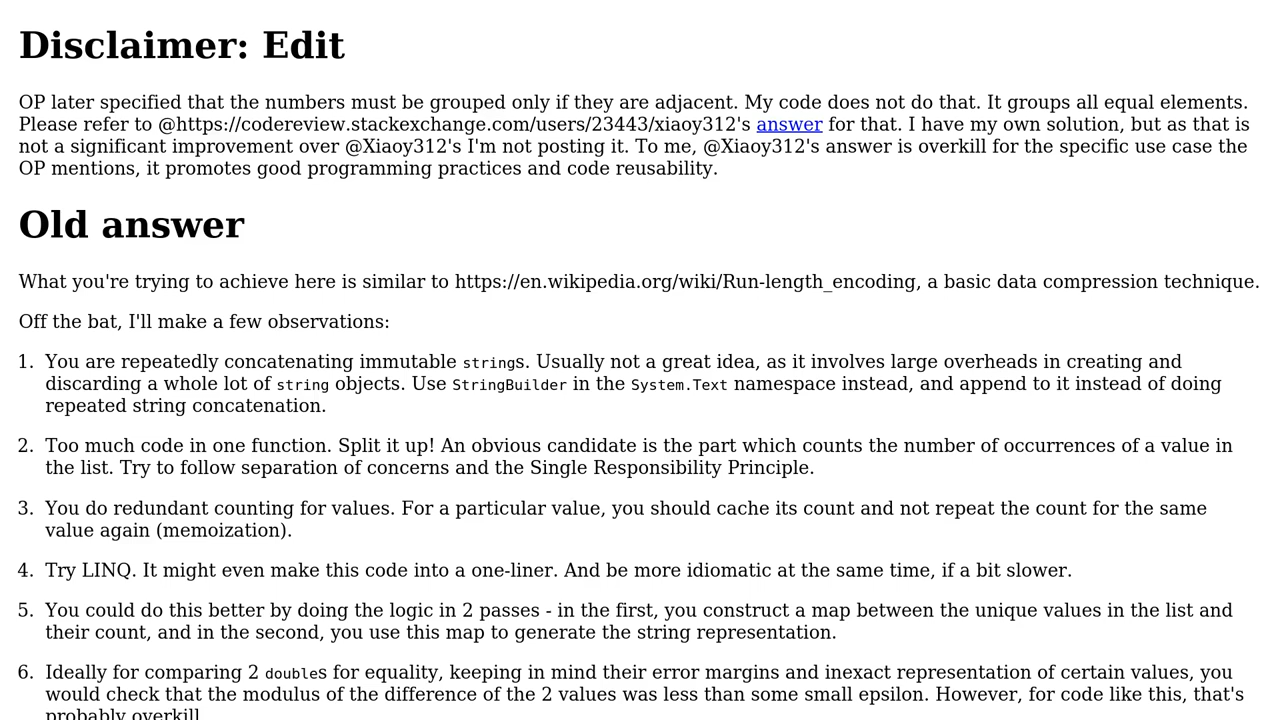 Disclaimer: Edit
OP later specified that the numbers must be grouped only if they are adjacent. My code does not do that. It groups all equal elements.
Please refer to @https://codereview.stackexchange.com/users/23443/xiaoy312's answer for that. I have my own solution, but as that is
not a significant improvement over @Xiaoy312's I'm not posting it. To me, @Xiaoy312's answer is overkill for the specific use case the
OP mentions, it promotes good programming practices and code reusability.
Old answer
What you're trying to achieve here is similar to https://en.wikipedia.org/wiki/Run-length_encoding, a basic data compression technique.
Off the bat, I'll make a few observations:
1. You are repeatedly concatenating immutable strings. Usually not a great idea, as it involves large overheads in creating and
discarding a whole lot of string objects. Use StringBuilder in the System.Text namespace instead, and append to it instead of doing
repeated string concatenation.
2. Too much code in one function. Split it up! An obvious candidate is the part which counts the number of occurrences of a value in
the list. Try to follow separation of concerns and the Single Responsibility Principle.
3. You do redundant counting for values. For a particular value, you should cache its count and not repeat the count for the same
value again (memoization).
4. Try LINQ. It might even make this code into a one-liner. And be more idiomatic at the same time, if a bit slower.
5. You could do this better by doing the logic in 2 passes - in the first, you construct a map between the unique values in the list and
their count, and in the second, you use this map to generate the string representation.
6. Ideally for comparing 2 doubles for equality, keeping in mind their error margins and inexact representation of certain values, you
would check that the modulus of the difference of the 2 values was less than some small epsilon. However, for code like this, that's
probably overkill.